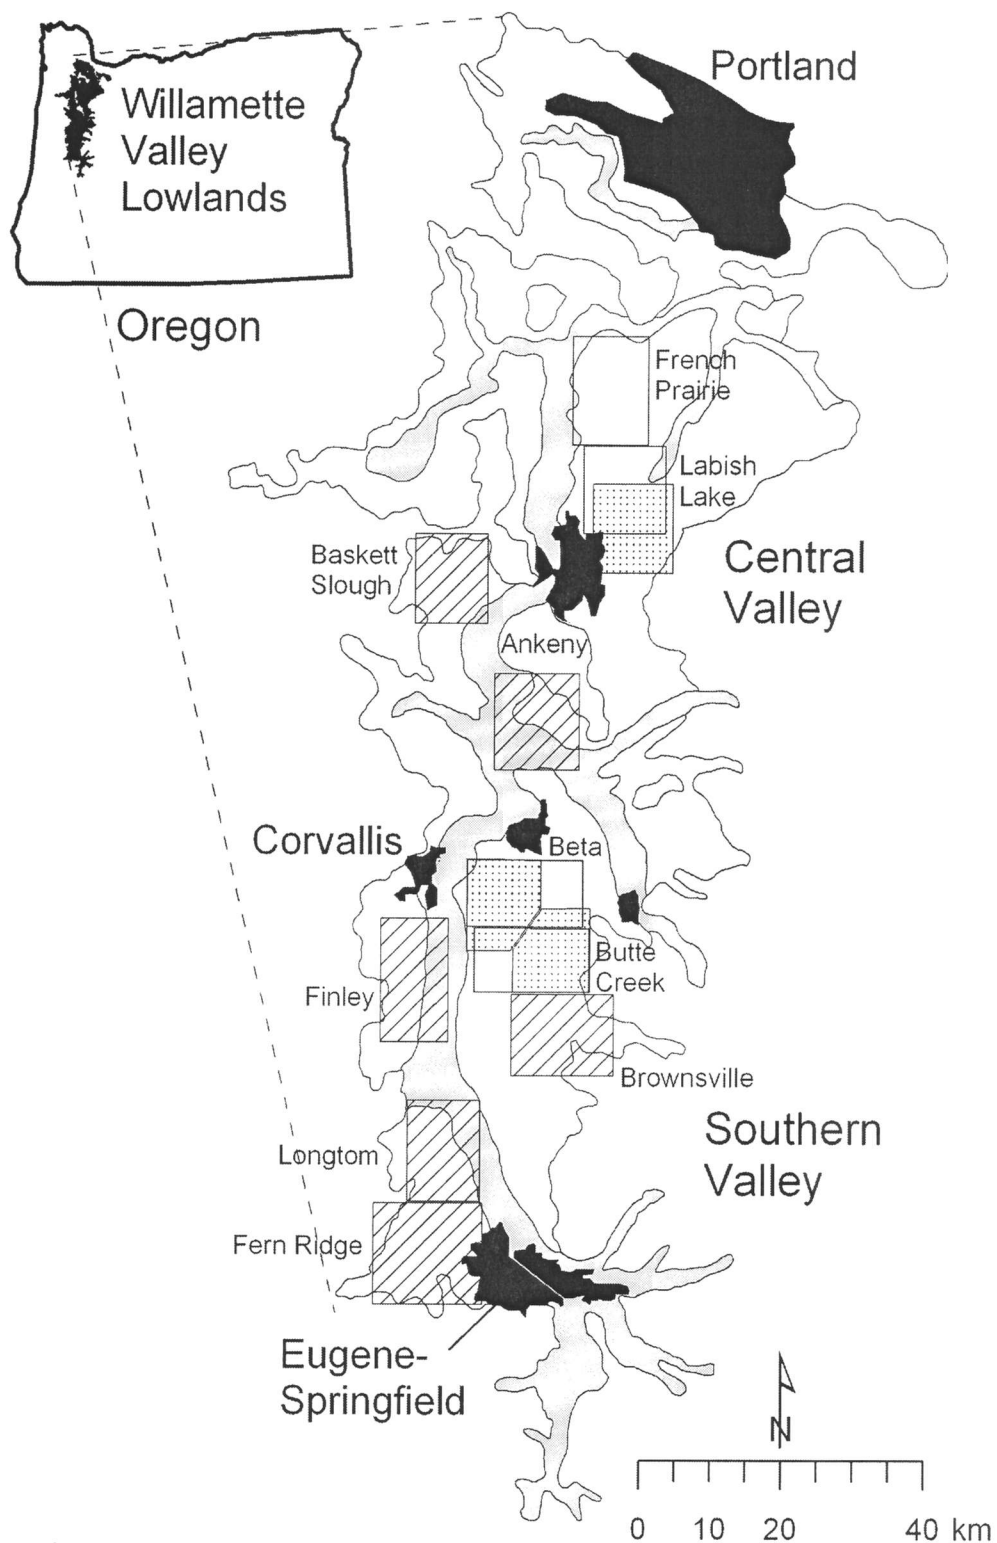 Portland
Willamette
Valley
Lowlands
Oregon
French
Prairie
Labish
Lake
Baskett
Slough
Central
Valley
Ankeny
Corvallis
Beta
Butte
Creek
Finley
Brownsville
Southern
Valley
Longtom
Fern Ridge
Eugene-
Springfield
N
0 10 20 40 km